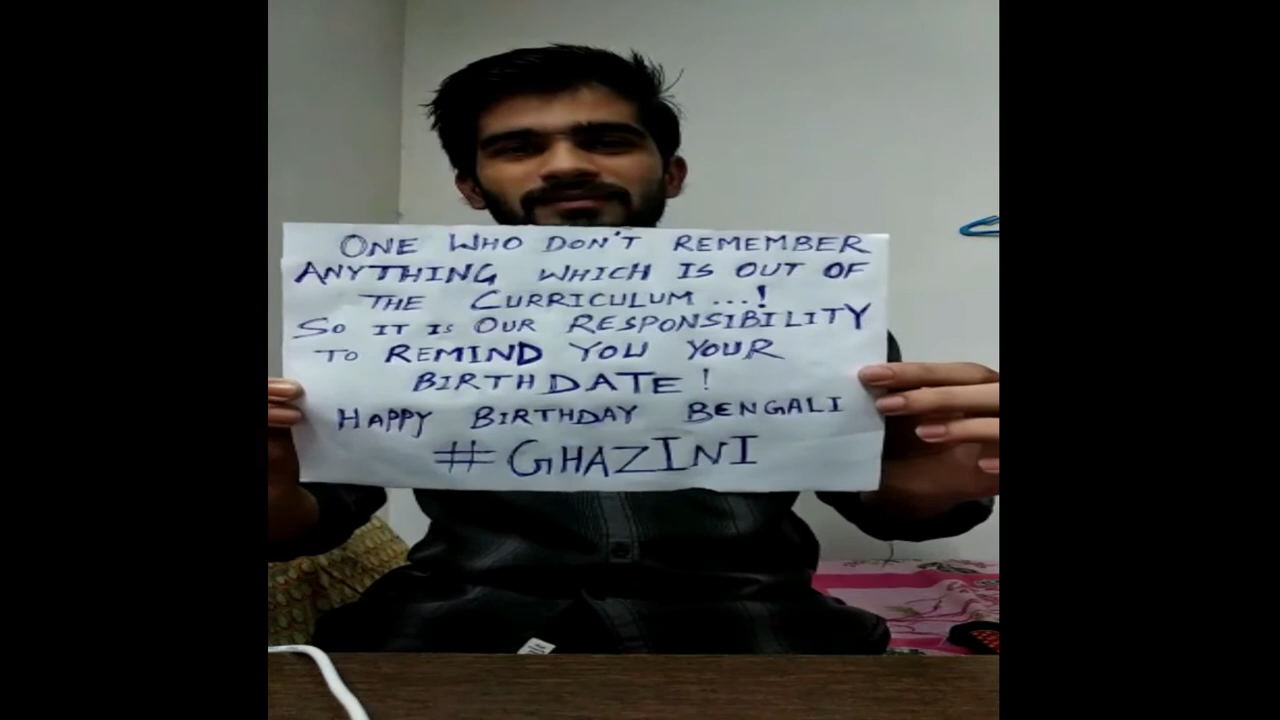 ONE WHO DON'T REMEMBER
ANYTHING WHICH IS OUT OF
THE CURRICULUM ...!
SO IT IS OUR RESPONSIBILITY
TO REMIND YOU YOUR
BIRTHDATE !
HAPPY BIRTHDAY BENGALI
#GHAZINI